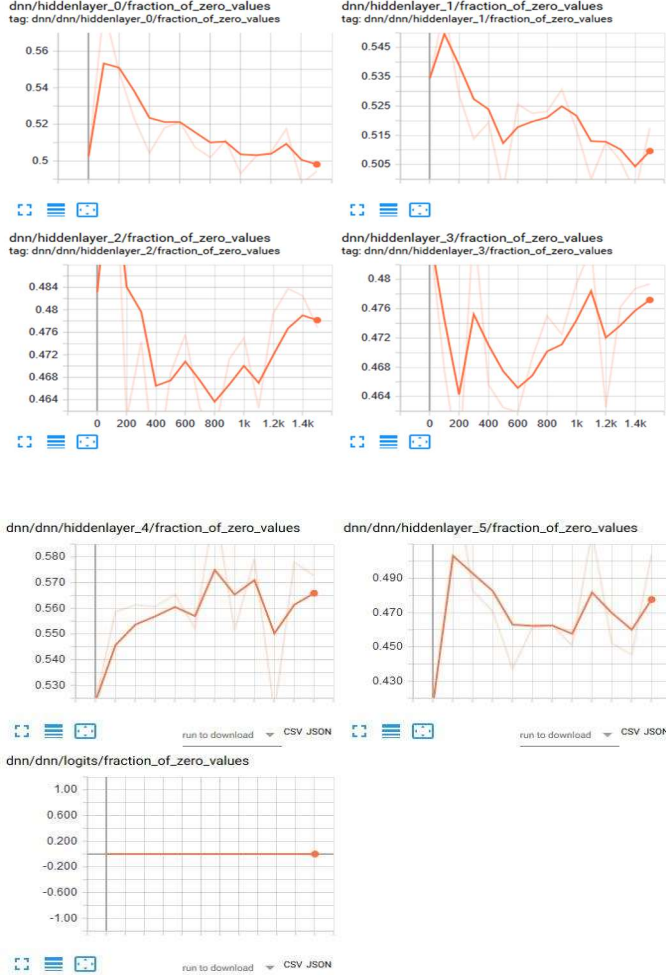 dnn/hiddenlayer_0/fraction_of_zero_values
tag: dnn/dnn/hiddenlayer_0/fraction_of_zero_values
0.56
0.54
0.52
0.5
dnn/hiddenlayer_1/fraction_of_zero_values
tag: dnn/dnn/hiddenlayer_1/fraction_of_zero_values
0.545
0.535
0.525
0.515
0.505
dnn/hiddenlayer_2/fraction_of_zero_values
tag: dnn/dnn/hiddenlayer_2/fraction_of_zero_values
0.484
0.48
0.476
0.472
0.468
0.464
0 200 400 600 800 1k 1.2k 1.4k
dnn/hiddenlayer_3/fraction_of_zero_values
tag: dnn/dnn/hiddenlayer_3/fraction_of_zero_values
0.48
0.476
0.472
0.468
0.464
0 200 400 600 800 1k 1.2k 1.4k
dnn/dnn/hiddenlayer_4/fraction_of_zero_values
0.580
0.570
0.560
0.550
0.540
0.530
run to download CSV JSON
dnn/dnn/hiddenlayer_5/fraction_of_zero_values
0.490
0.470
0.450
0.430
run to download CSV JSON
dnn/dnn/logits/fraction_of_zero_values
1.00
0.600
0.200
-0.200
-0.600
-1.00
run to download CSV JSON